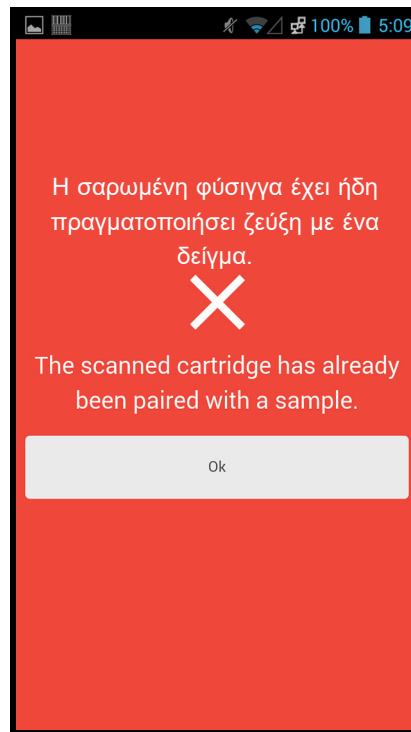 100% 5:09
Η σαρωμένη φύσιγγα έχει ήδη
πραγματοποιήσει ζεύξη με ένα
δείγμα.
The scanned cartridge has already
been paired with a sample.
Ok